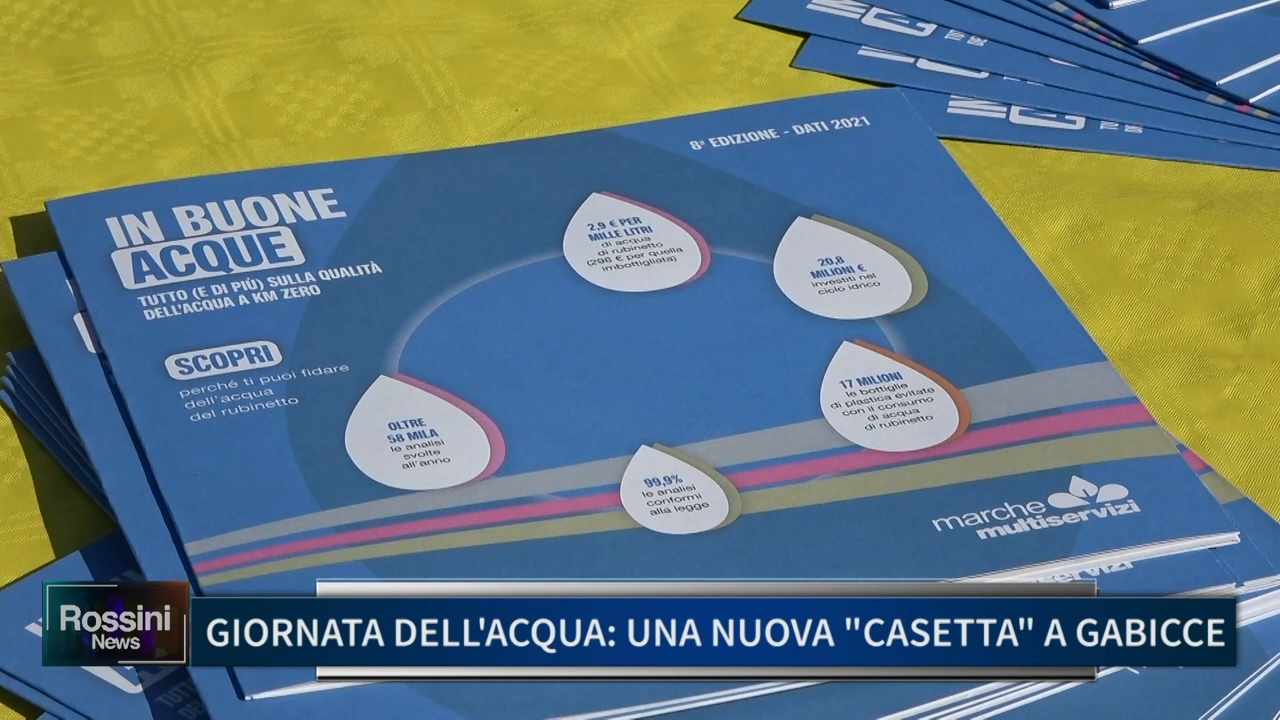 8ª EDIZIONE - DATI 2021
IN BUONE
ACQUE
TUTTO (E DI PIÙ) SULLA QUALITÀ
DELL'ACQUA A KM ZERO
SCOPRI
perché ti puoi fidare
dell'acqua
del rubinetto
2,9 € PER
MILLE LITRI
di acqua
di rubinetto
(296 € per quella
imbottigliata)
20,8
MILIONI €
investiti nel
ciclo idrico
17 MILIONI
le bottiglie
di plastica evitate
con il consumo
di acqua
di rubinetto
OLTRE
58 MILA
le analisi
svolte
all'anno
99,9%
le analisi
conformi
alla legge
marche
multiservizi
Rossini
News
GIORNATA DELL'ACQUA: UNA NUOVA "CASETTA" A GABICCE